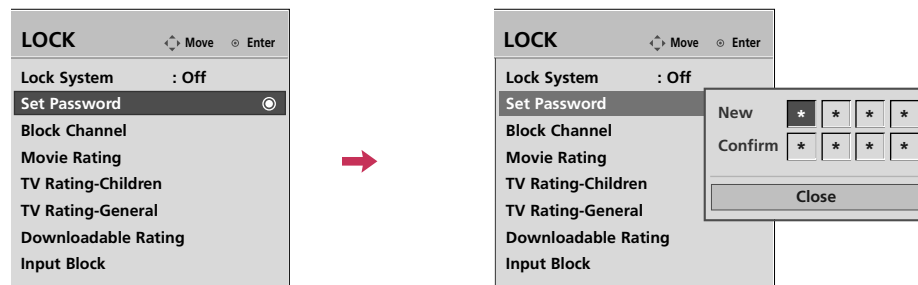 LOCK
Move Enter
Lock System : Off
Set Password
Block Channel
Movie Rating
TV Rating-Children
TV Rating-General
Downloadable Rating
Input Block
LOCK
Move Enter
Lock System : Off
Set Password
Block Channel
Movie Rating
TV Rating-Children
TV Rating-General
Downloadable Rating
Input Block
New * * * *
Confirm * * * *
Close